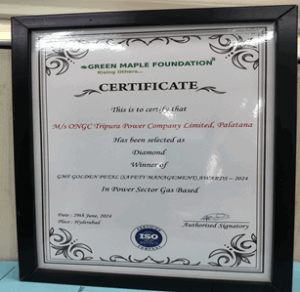 GREEN MAPLE FOUNDATION
Rising Others...
CERTIFICATE
This is to certify that
M/s ONGC Tripura Power Company Limited, Palatana
Has been selected as
Diamond
Winner of
GMF GOLDEN PETAL (SAFETY MANAGEMENT) AWARDS – 2024
In Power Sector Gas Based
Date : 29th June, 2024
Place : Hyderabad
ISO
Authorised Signatory